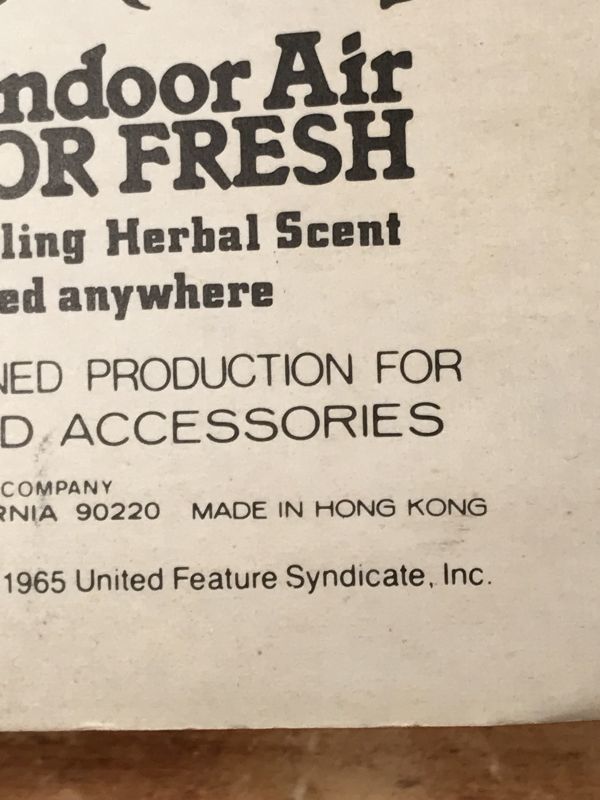 ndoor Air
OR FRESH
ling Herbal Scent
ed anywhere
NED PRODUCTION FOR
D ACCESSORIES
COMPANY
RNIA 90220 MADE IN HONG KONG
1965 United Feature Syndicate, Inc.